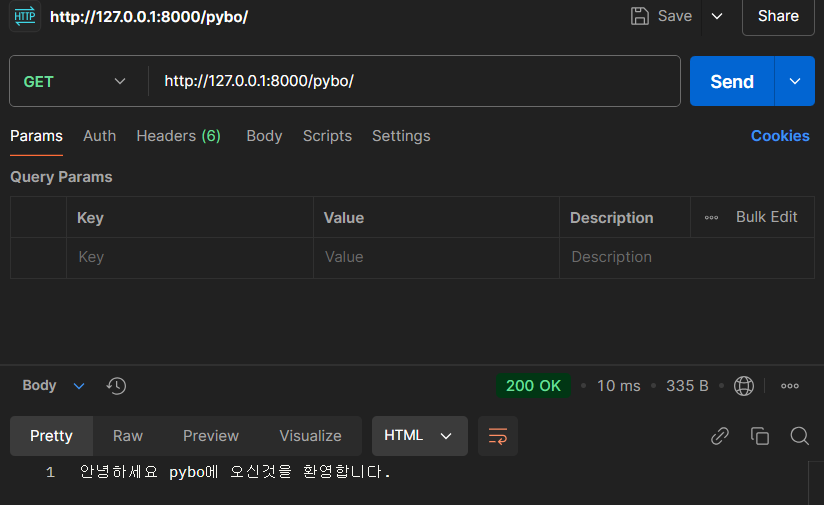 HTTP http://127.0.0.1:8000/pybo/ Save Share
GET http://127.0.0.1:8000/pybo/ Send
Params Auth Headers (6) Body Scripts Settings Cookies
Query Params
Key Value Description Bulk Edit
Key Value Description
Body 200 OK 10 ms 335 B
Pretty Raw Preview Visualize HTML
1 안녕하세요 pybo에 오신것을 환영합니다.